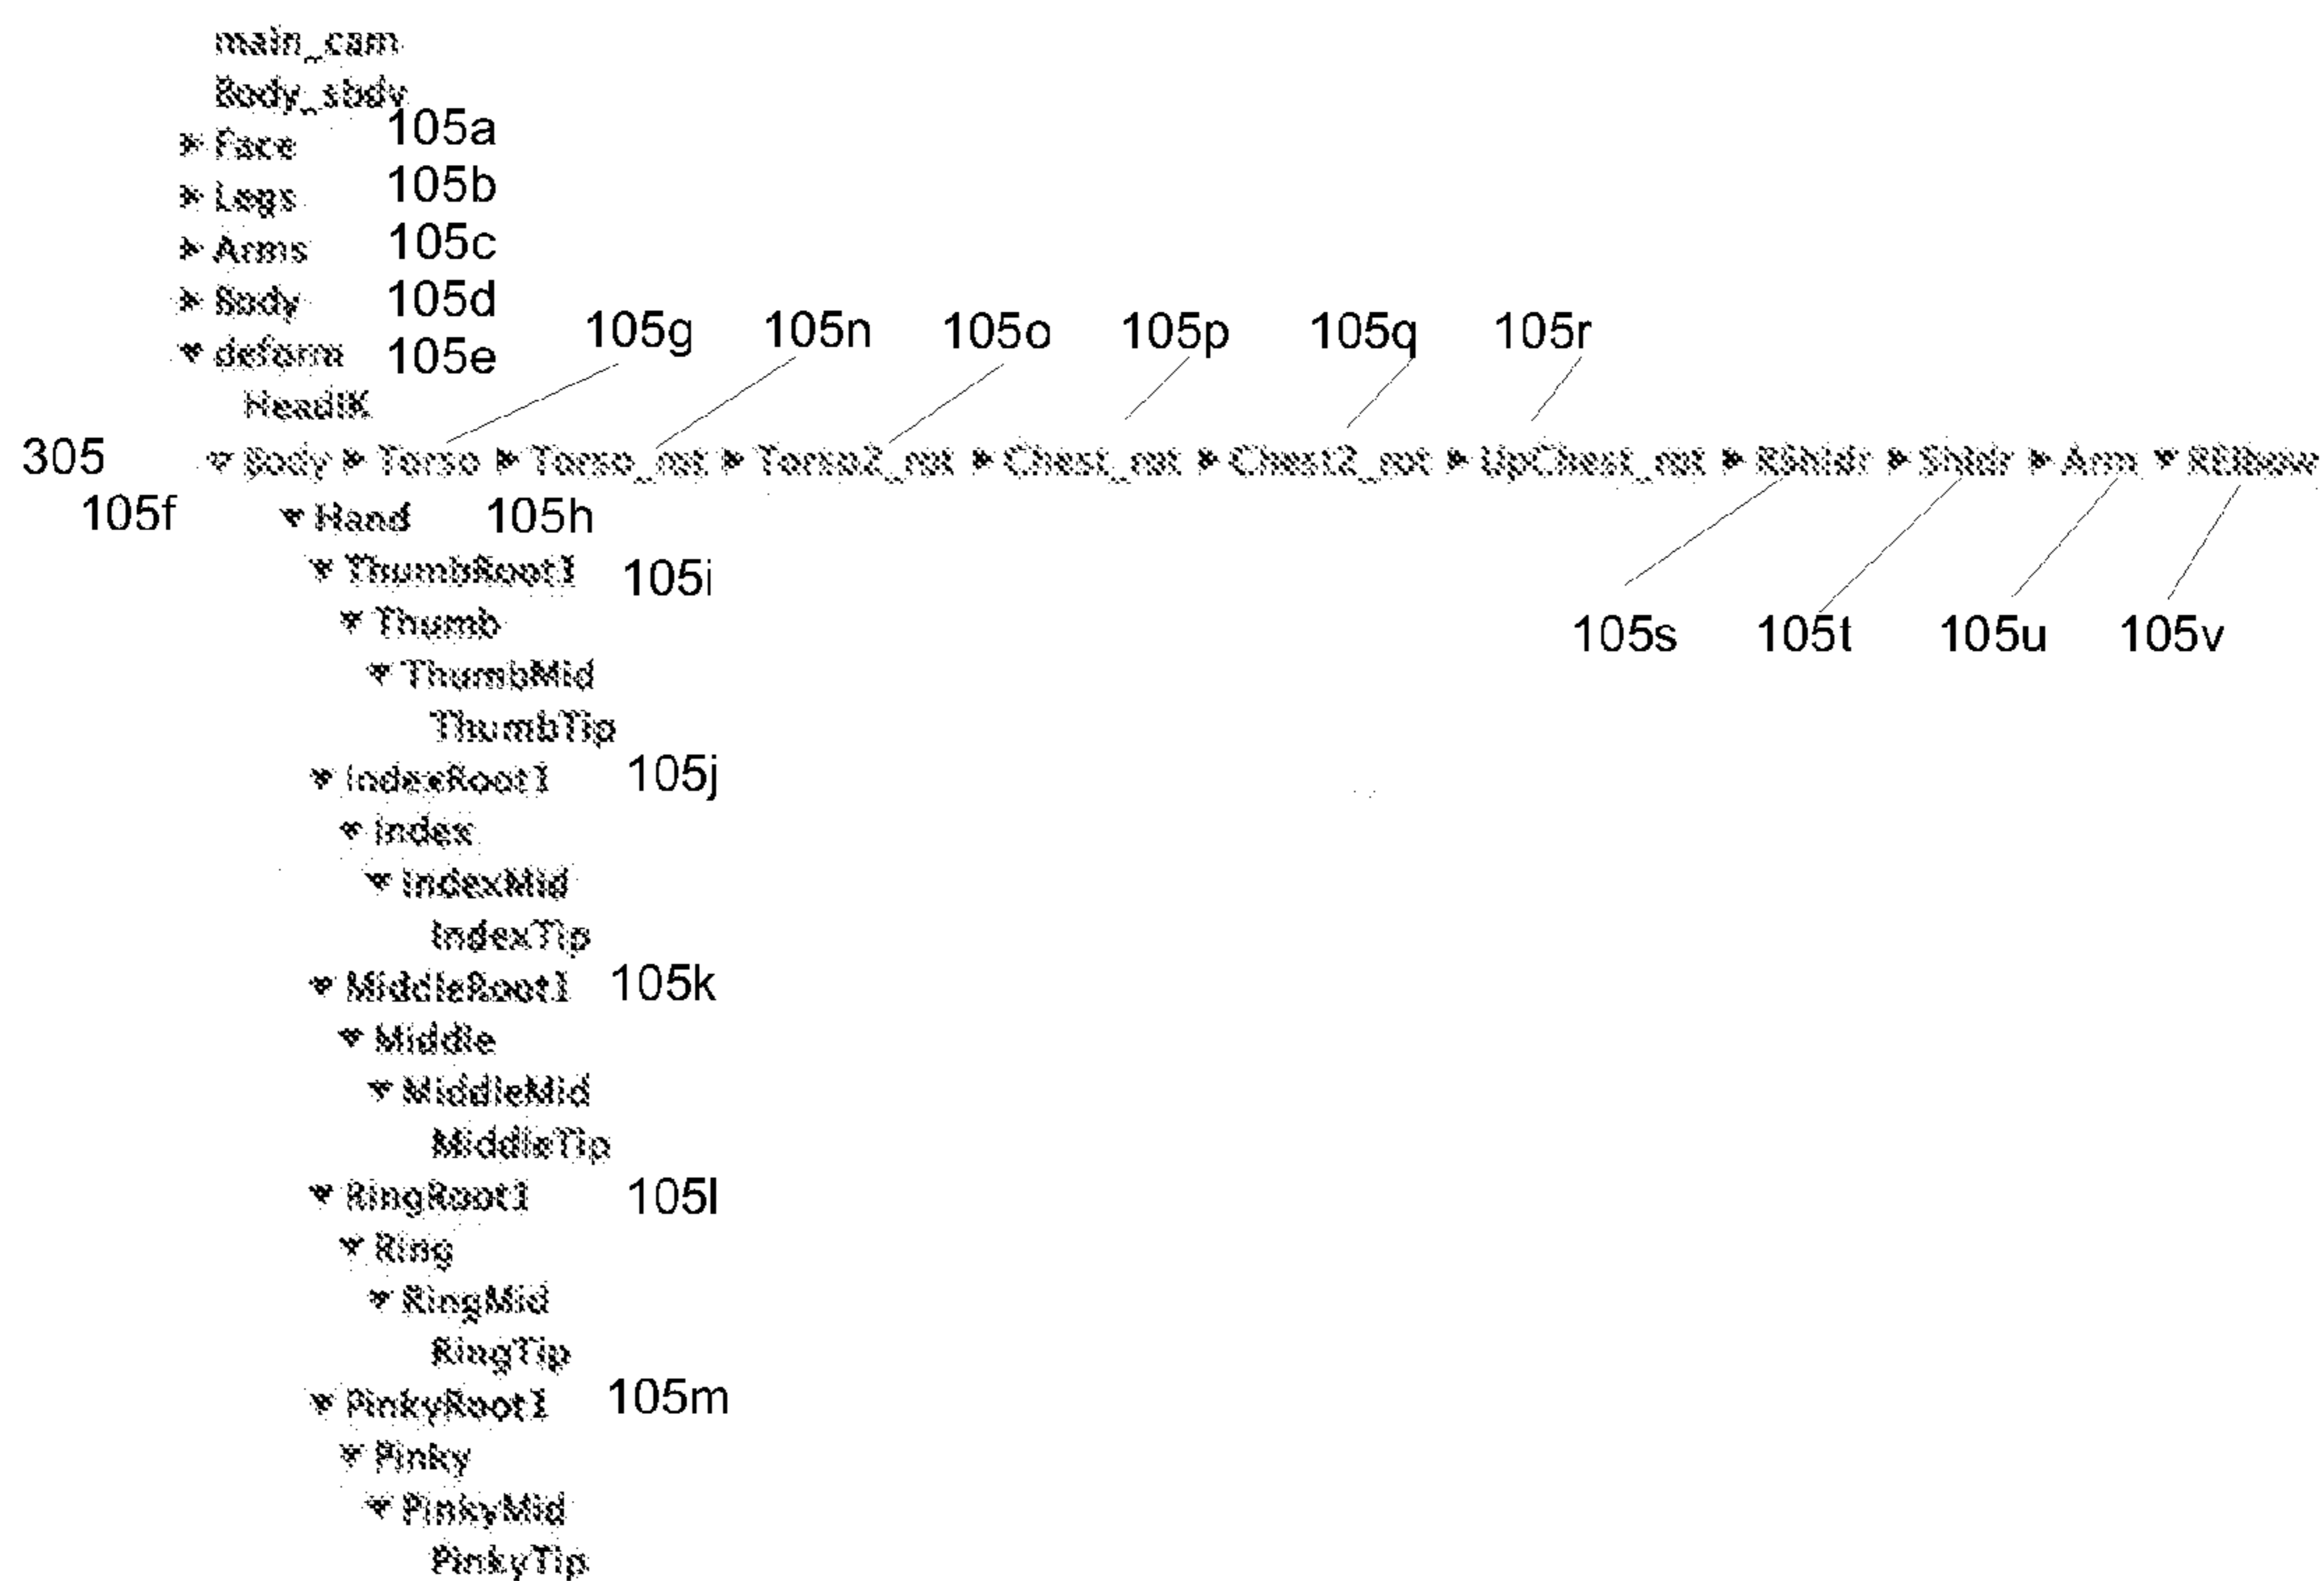 main_cam
Body_sbdv
Face 105a
Legs 105b
Arms 105c
Body 105d
deform 105e 105g 105n 105o 105p 105q 105r
HeadIK
305 Body Torso Torso_rot Torso2_rot Chest_rot Chest2_rot UpChest_rot RShldr Shldr Arm RElbow
105f Hand 105h
ThumbRoot1 105i
Thumb 105s 105t 105u 105v
ThumbMid
ThumbTip
IndexRoot1 105j
Index
IndexMid
IndexTip
MiddleRoot1 105k
Middle
MiddleMid
MiddleTip
RingRoot1 105l
Ring
RingMid
RingTip
PinkyRoot1 105m
Pinky
PinkyMid
PinkyTip